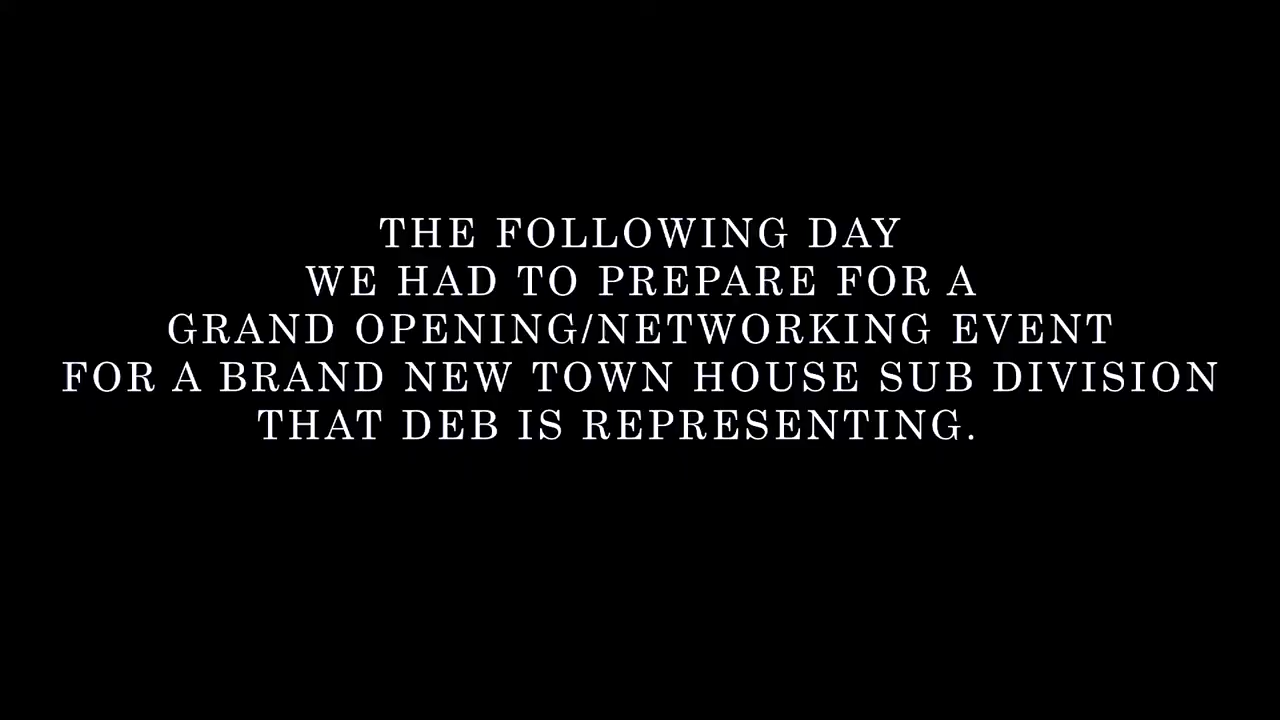 THE FOLLOWING DAY
WE HAD TO PREPARE FOR A
GRAND OPENING/NETWORKING EVENT
FOR A BRAND NEW TOWN HOUSE SUB DIVISION
THAT DEB IS REPRESENTING.